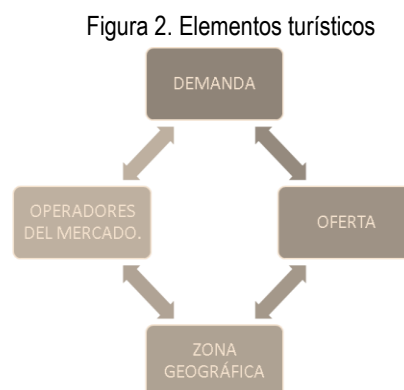 Figura 2. Elementos turísticos
DEMANDA
OPERADORES
DEL MERCADO.
OFERTA
ZONA
GEOGRÁFICA